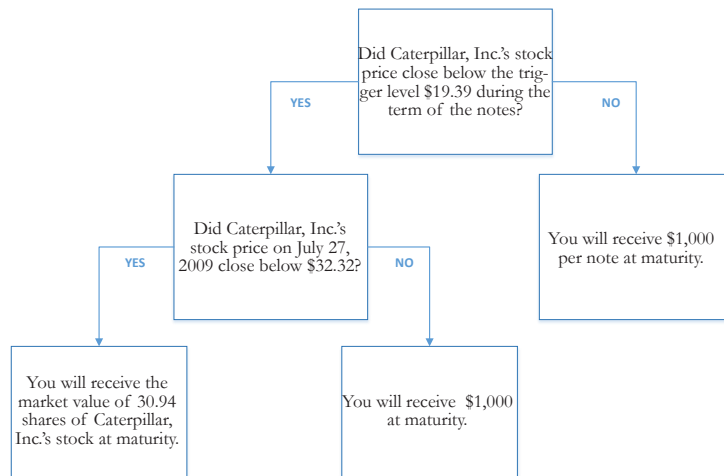 Did Caterpillar, Inc.'s stock
price close below the trig-
ger level $19.39 during the
term of the notes?
YES
NO
Did Caterpillar, Inc.'s
stock price on July 27,
2009 close below $32.32?
You will receive $1,000
per note at maturity.
YES
NO
You will receive the
market value of 30.94
shares of Caterpillar,
Inc.'s stock at maturity.
You will receive $1,000
at maturity.